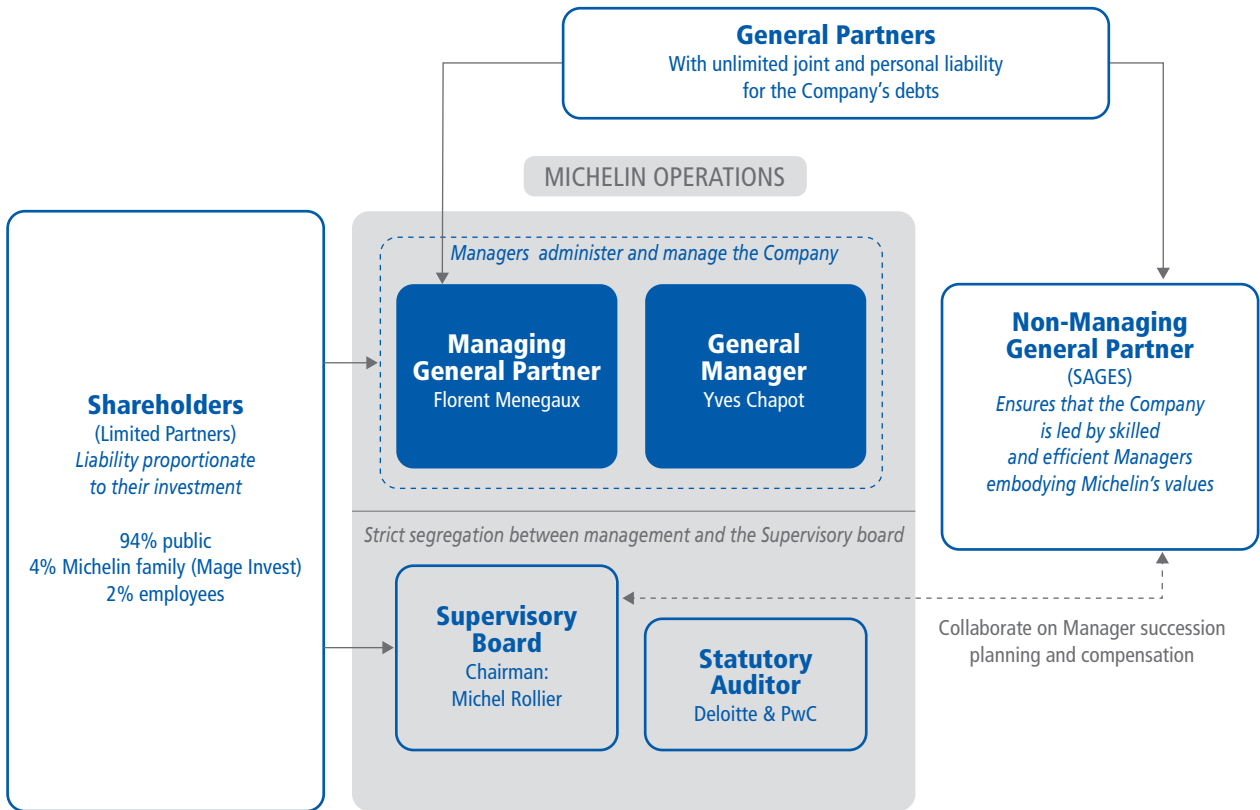 General Partners
With unlimited joint and personal liability
for the Company's debts
MICHELIN OPERATIONS
Managers administer and manage the Company
Managing
General Partner
Florent Menegaux
General
Manager
Yves Chapot
Non-Managing
General Partner
(SAGES)
Ensures that the Company
is led by skilled
and efficient Managers
embodying Michelin's values
Shareholders
(Limited Partners)
Liability proportionate
to their investment
94% public
4% Michelin family (Mage Invest)
2% employees
Strict segregation between management and the Supervisory board
Supervisory
Board
Chairman:
Michel Rollier
Statutory
Auditor
Deloitte & PwC
Collaborate on Manager succession
planning and compensation